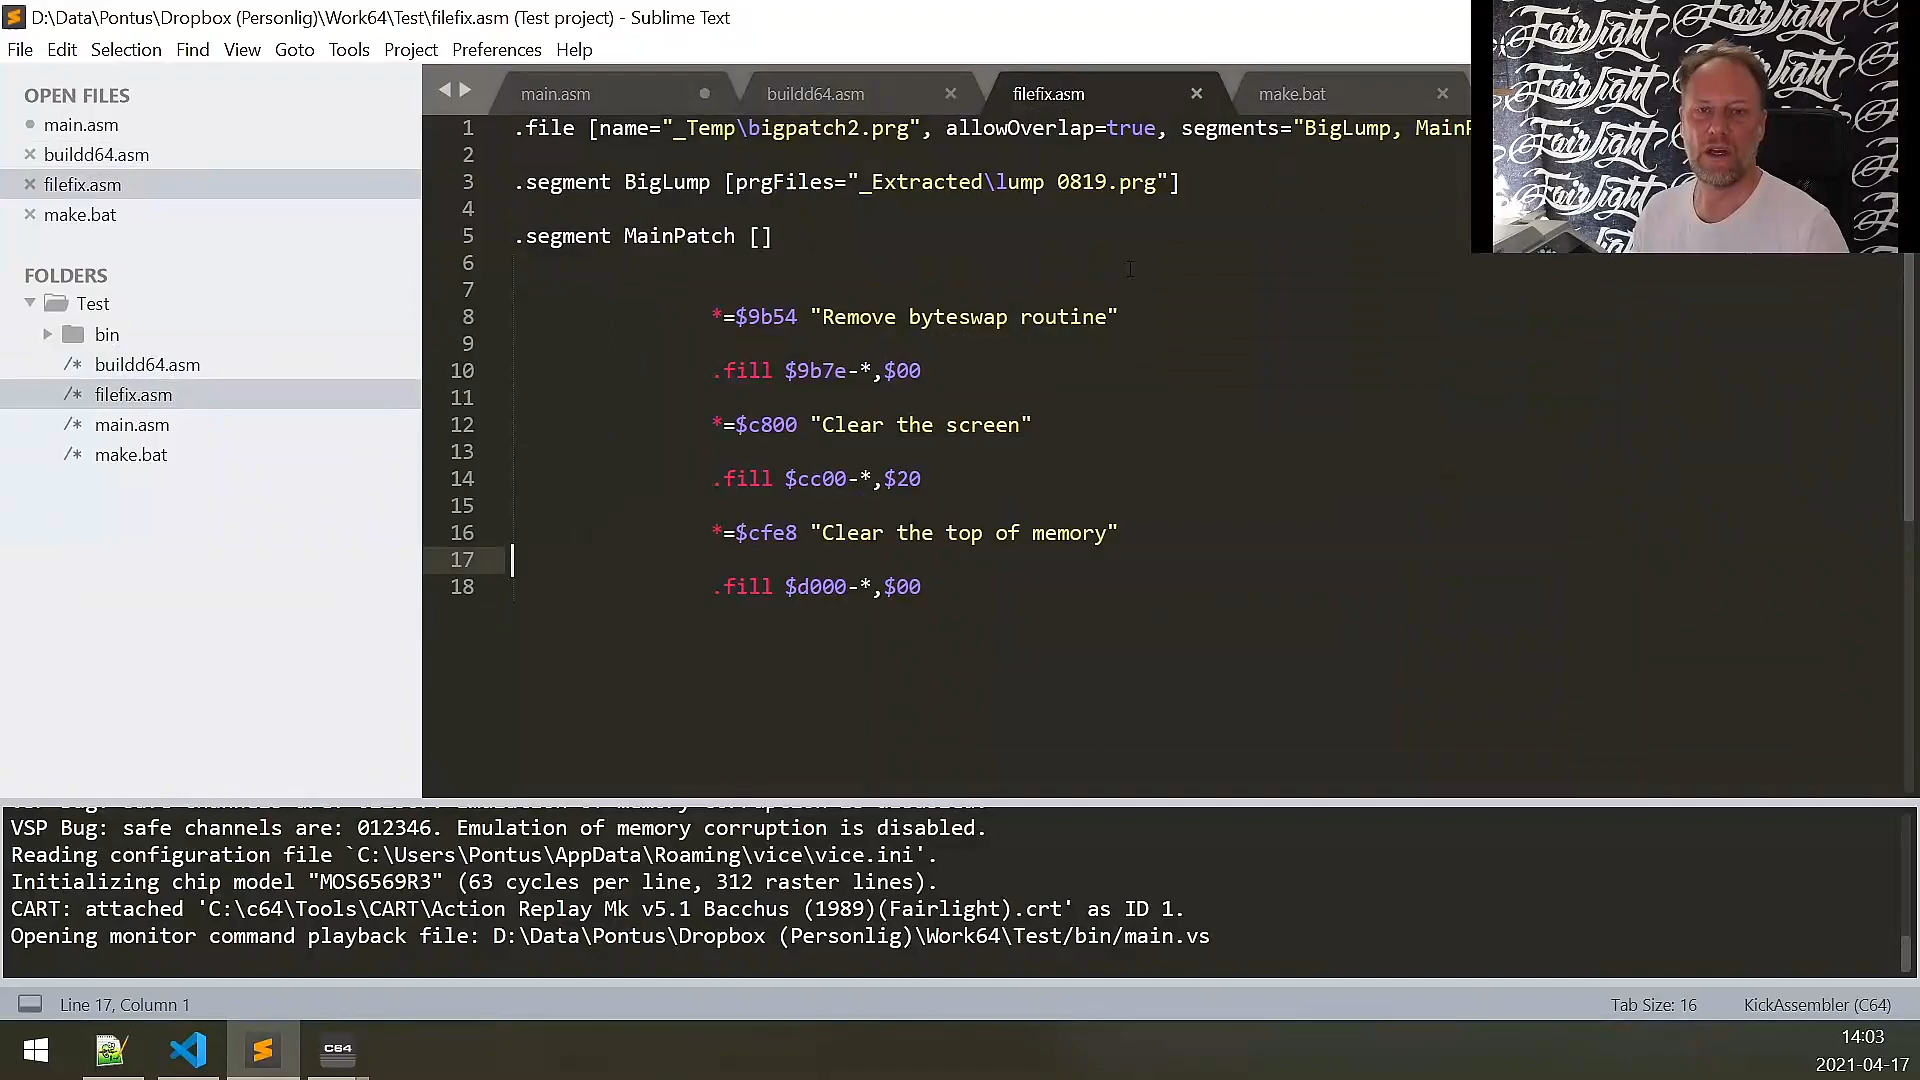 D:\Data\Pontus\Dropbox (Personlig)\Work64\Test\filefix.asm (Test project) - Sublime Text
File Edit Selection Find View Goto Tools Project Preferences Help
OPEN FILES
main.asm
buildd64.asm
filefix.asm
make.bat
FOLDERS
Test
bin
/* buildd64.asm
/* filefix.asm
/* main.asm
/* make.bat
main.asm buildd64.asm filefix.asm make.bat
1 .file [name="_Temp\bigpatch2.prg", allowOverlap=true, segments="BigLump, MainP
2
3 .segment BigLump [prgFiles="_Extracted\lump 0819.prg"]
4
5 .segment MainPatch []
6
7
8 *=$9b54 "Remove byteswap routine"
9
10 .fill $9b7e-*,$00
11
12 *=$c800 "Clear the screen"
13
14 .fill $cc00-*,$20
15
16 *=$cfe8 "Clear the top of memory"
17
18 .fill $d000-*,$00
Fairlight Fairlight
Fairlight
Fairlight
Fairlight
VSP Bug: safe channels are: 012346. Emulation of memory corruption is disabled.
Reading configuration file `C:\Users\Pontus\AppData\Roaming\vice\vice.ini'.
Initializing chip model "MOS6569R3" (63 cycles per line, 312 raster lines).
CART: attached 'C:\c64\Tools\CART\Action Replay Mk v5.1 Bacchus (1989)(Fairlight).crt' as ID 1.
Opening monitor command playback file: D:\Data\Pontus\Dropbox (Personlig)\Work64\Test/bin/main.vs
Line 17, Column 1
Tab Size: 16
KickAssembler (C64)
C64
14:03
2021-04-17